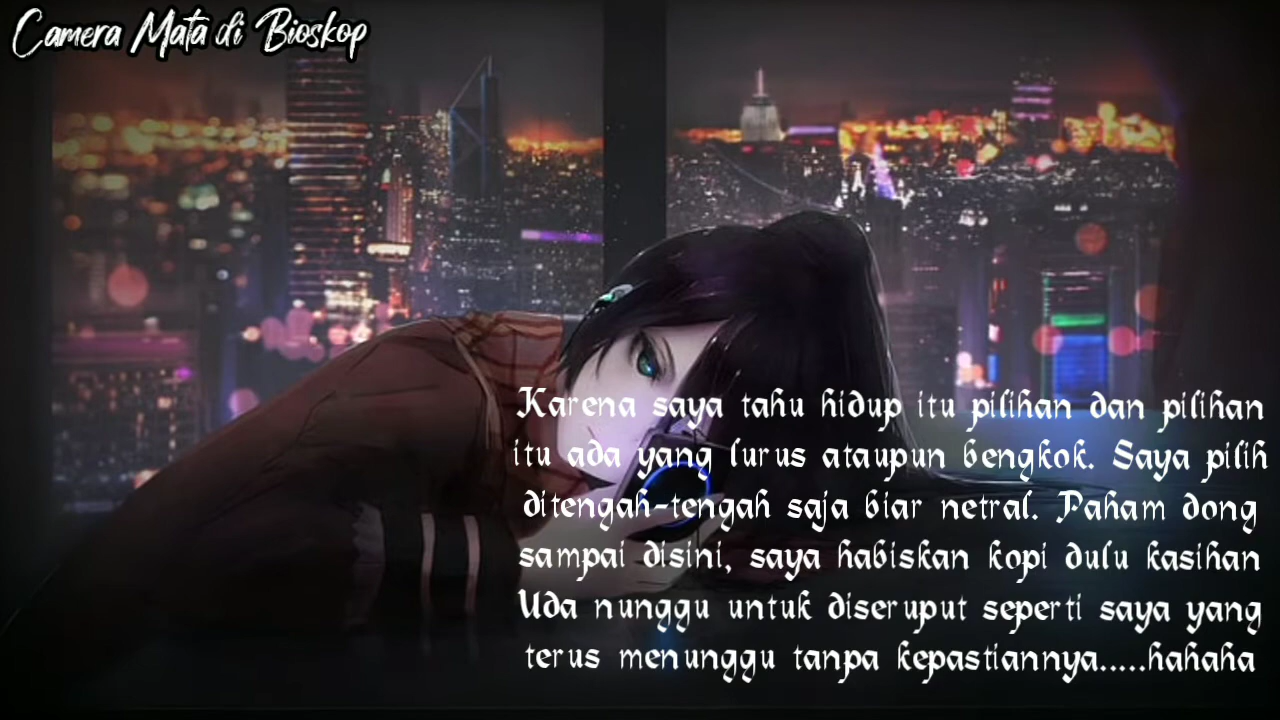 Camera Mata di Bioskop
Karena saya tahu hidup itu pilihan dan pilihan
itu ada yang lurus ataupun bengkok. Saya pilih
ditengah-tengah saja biar netral. Paham dong
sampai disini, saya habiskan kopi dulu kasihan
Uda nunggu untuk diseruput seperti saya yang
terus menunggu tanpa kepastiannya.....hahaha